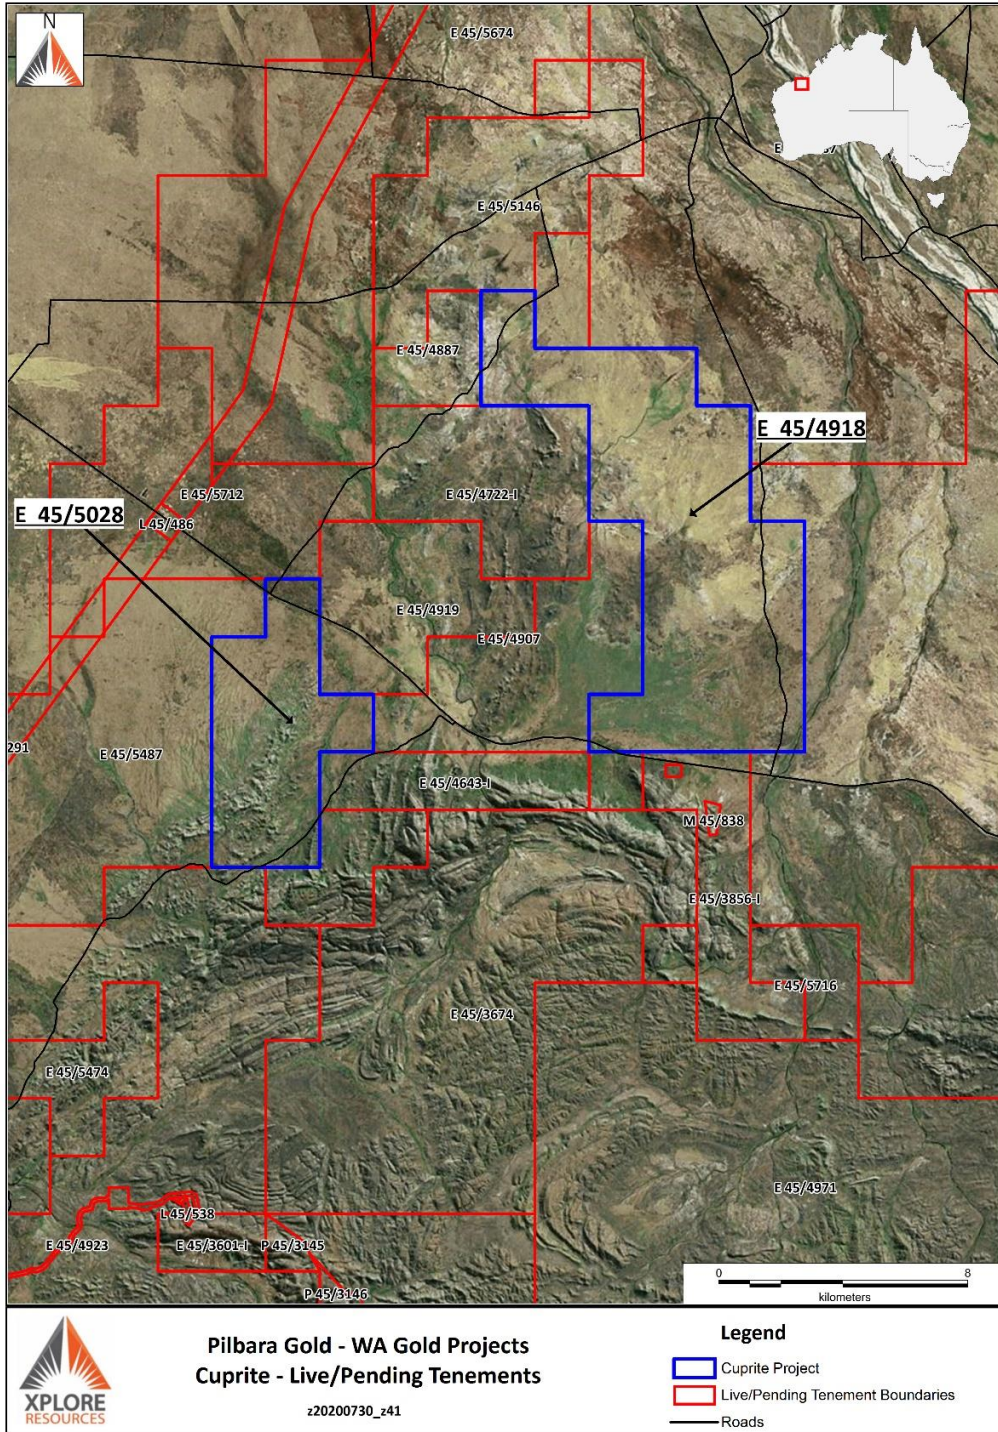 N
E 45/5674
E 45/5146
E 45/4887
E 45/4918
E 45/4722-I
E 45/5712
L 45/486
E 45/5028
E 45/4919
E 45/4907
291
E 45/5487
E 45/4643-I
M 45/838
E 45/3856-I
E 45/5716
E 45/3674
E 45/5474
E 45/4971
L 45/538
E 45/4923
E 45/3601-I
P 45/3145
P 45/3146
0 8
kilometers
Pilbara Gold - WA Gold Projects
Cuprite - Live/Pending Tenements
z20200730_z41
XPLORE
RESOURCES
Legend
Cuprite Project
Live/Pending Tenement Boundaries
Roads